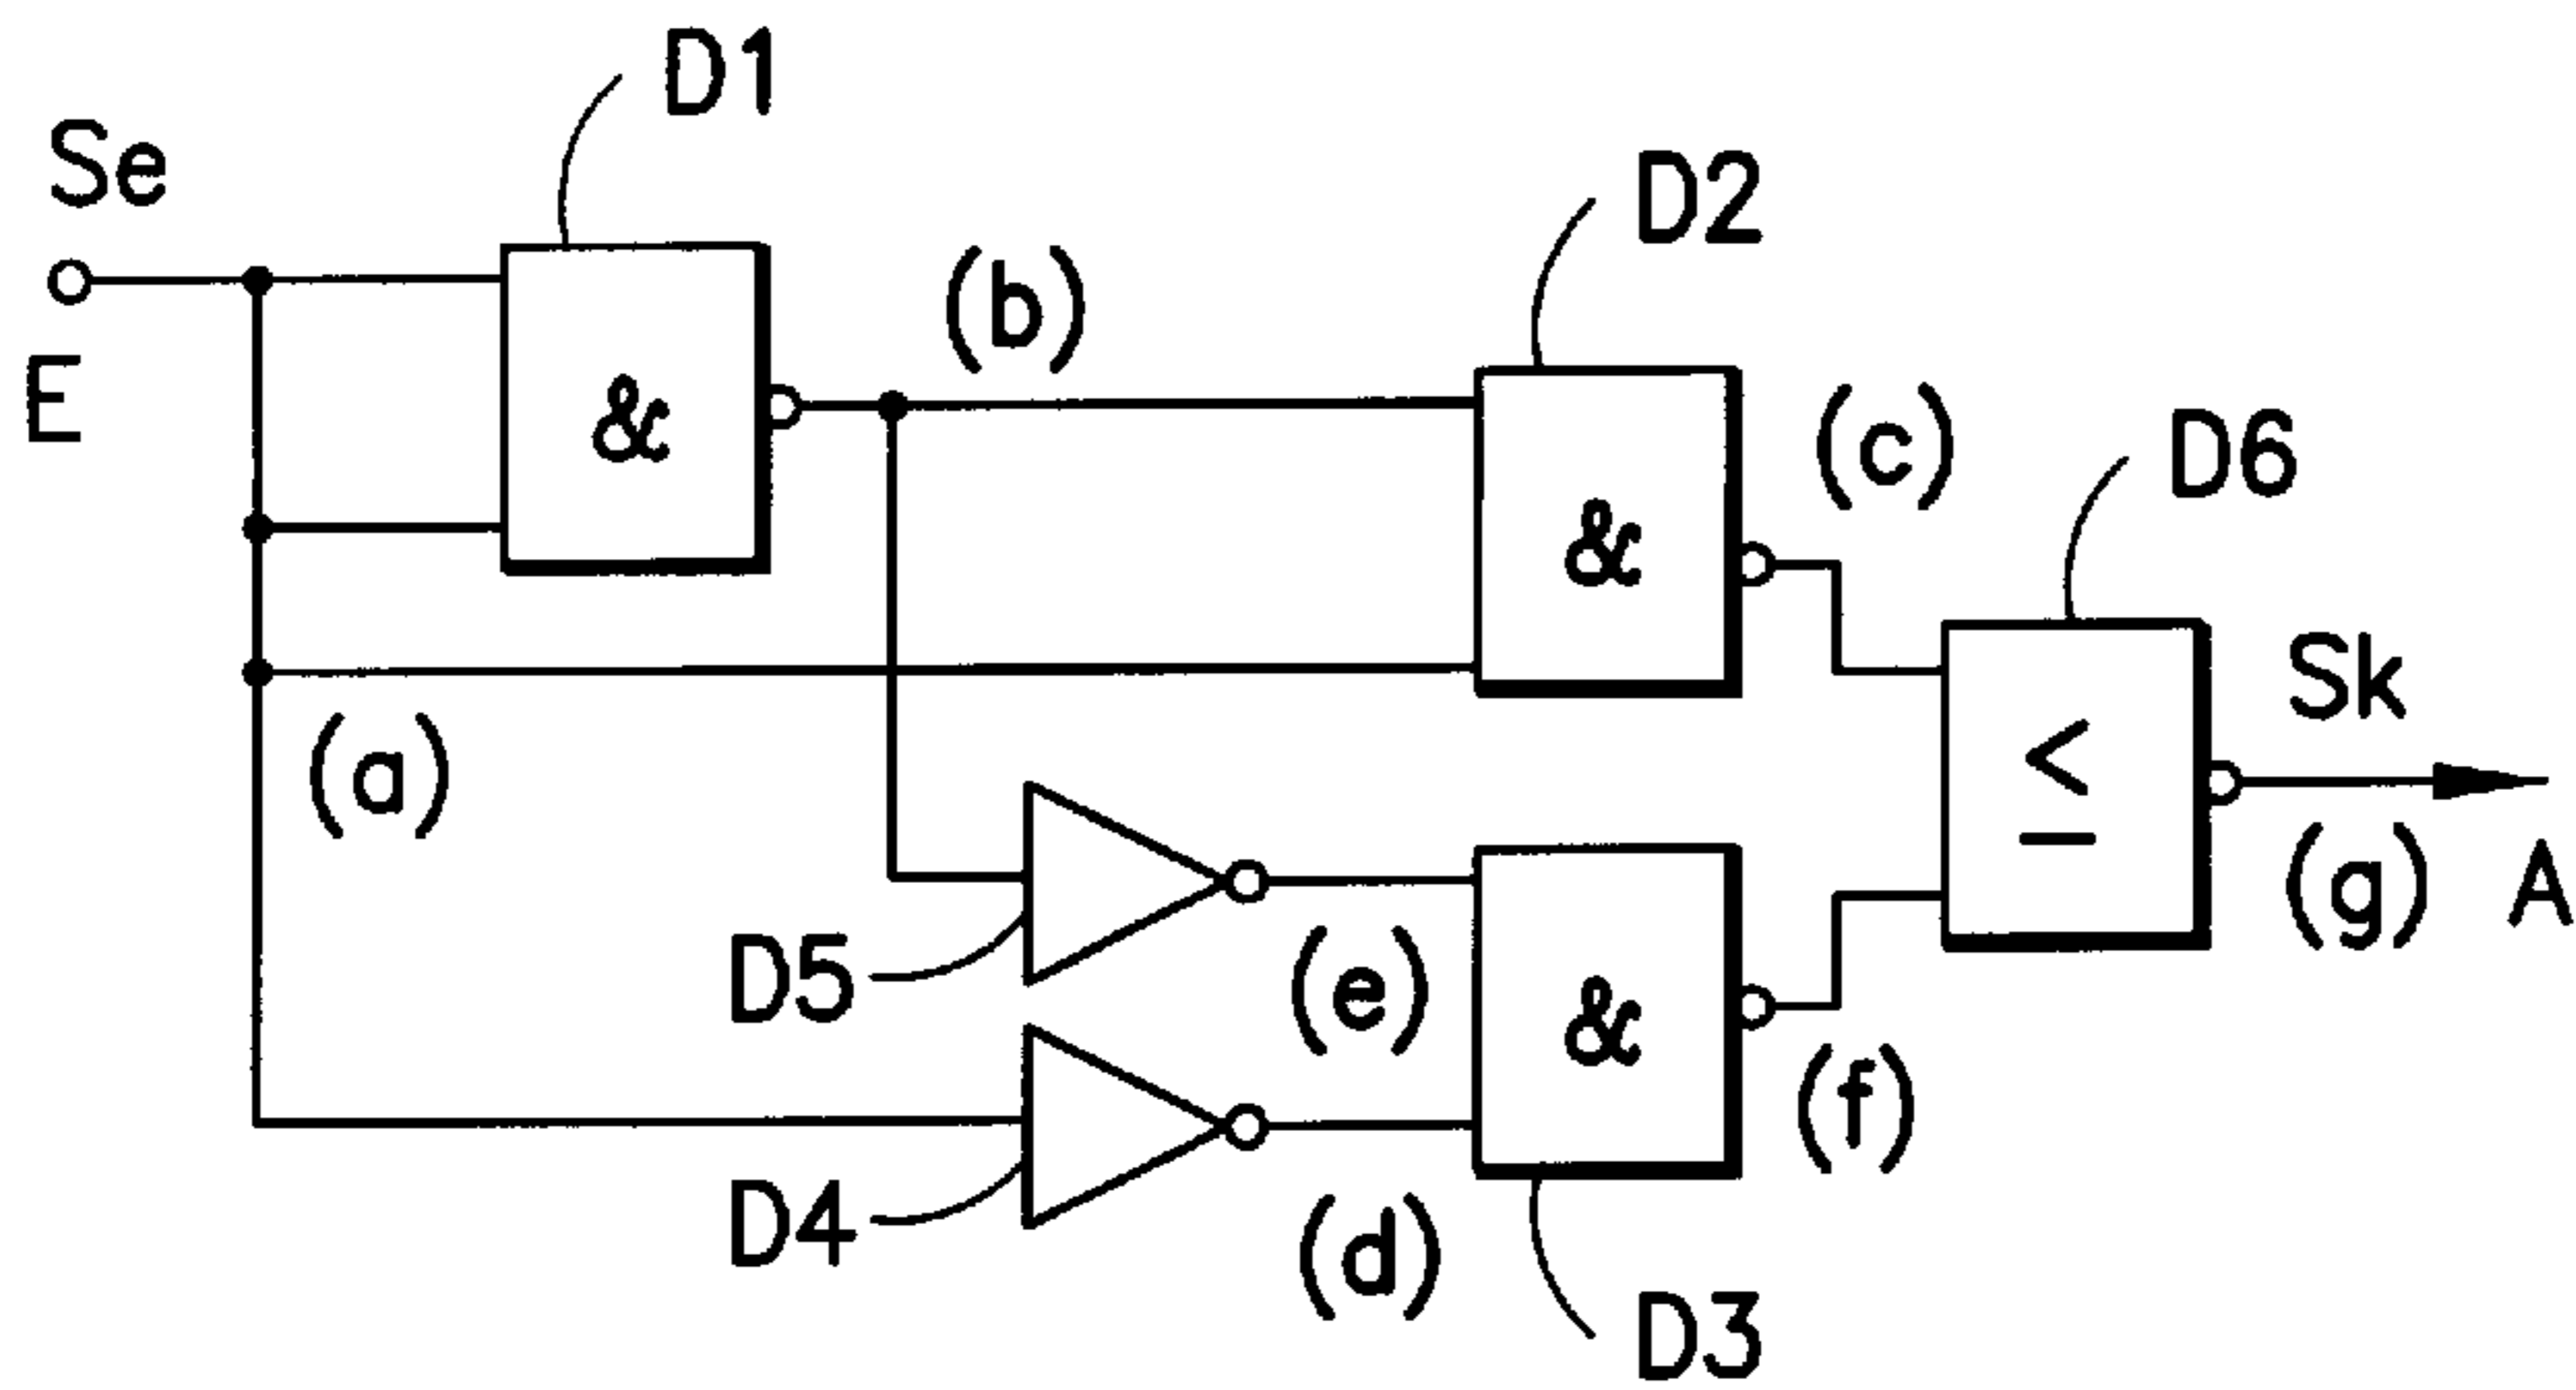 D1
Se
D2
(b)
E
&
(c)
D6
&
Sk
(a)
≤
(g)
A
D5
(e)
&
(f)
D4
(d)
D3